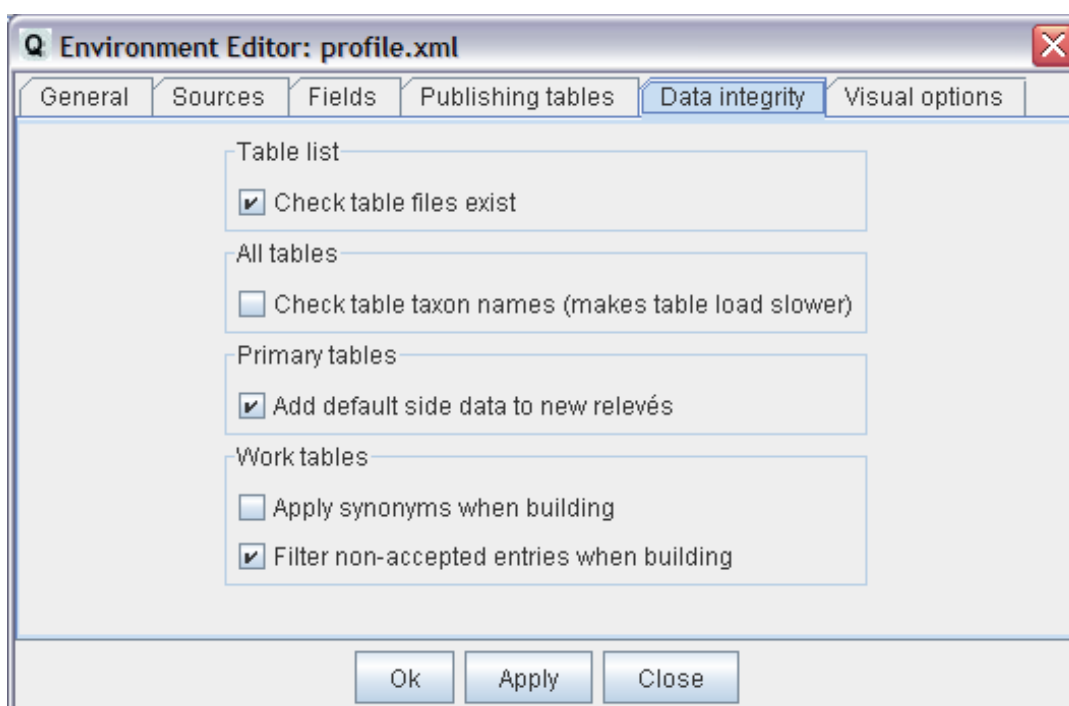 Q Environment Editor: profile.xml
General Sources Fields Publishing tables Data integrity Visual options
Table list
Check table files exist
All tables
Check table taxon names (makes table load slower)
Primary tables
Add default side data to new relevés
Work tables
Apply synonyms when building
Filter non-accepted entries when building
Ok Apply Close